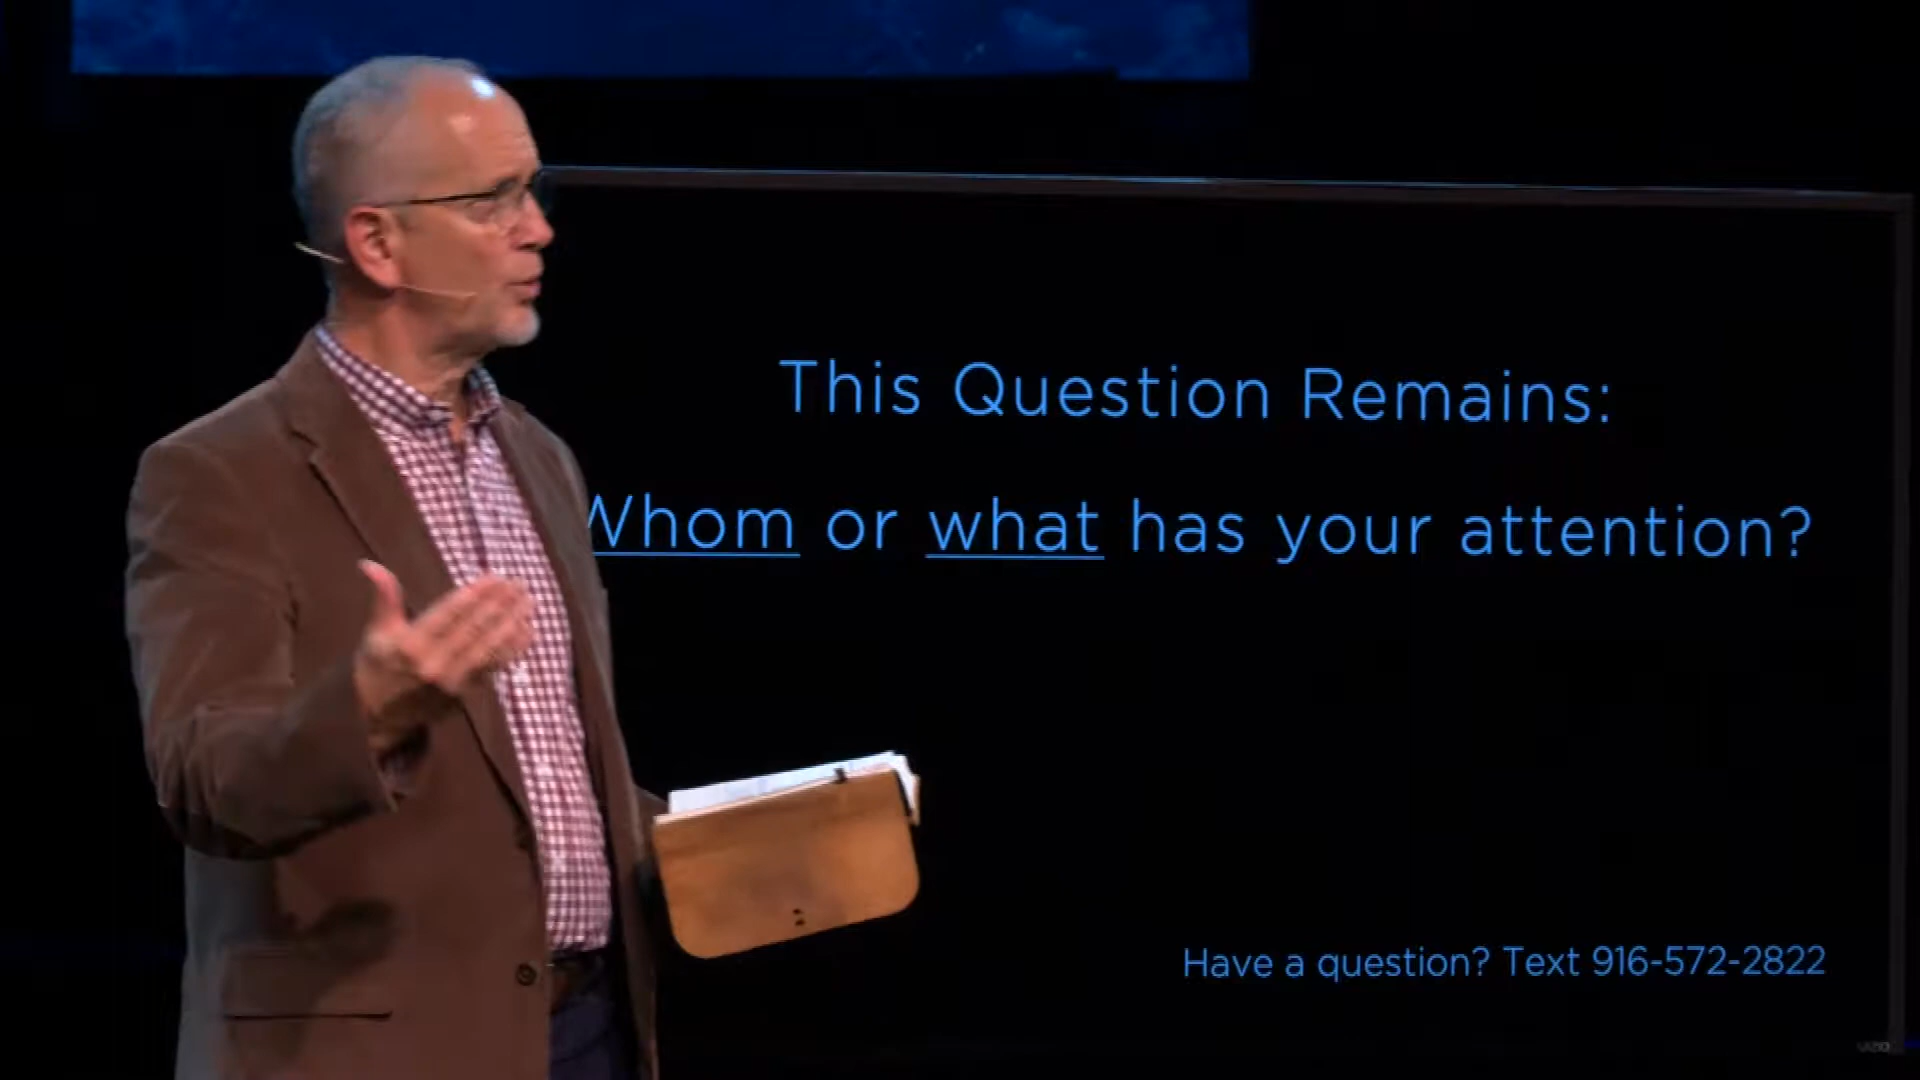 This Question Remains:
Whom or what has your attention?
Have a question? Text 916-572-2822